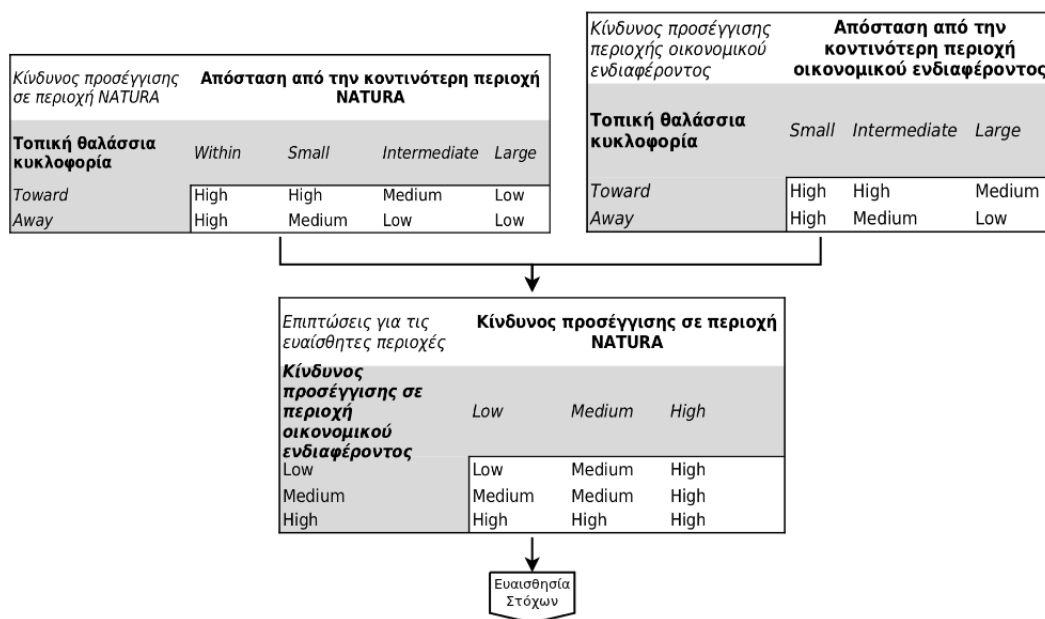 Κίνδυνος προσέγγισης
σε περιοχή NATURA
Απόσταση από την κοντινότερη περιοχή
NATURA
Τοπική θαλάσσια
κυκλοφορία
Within Small Intermediate Large
Toward High High Medium Low
Away High Medium Low Low
Κίνδυνος προσέγγισης
περιοχής οικονομικού
ενδιαφέροντος
Απόσταση από την
κοντινότερη περιοχή
οικονομικού ενδιαφέροντος
Τοπική θαλάσσια
κυκλοφορία
Small Intermediate Large
Toward High High Medium
Away High Medium Low
Επιπτώσεις για τις
ευαίσθητες περιοχές
Κίνδυνος προσέγγισης σε περιοχή
NATURA
Κίνδυνος
προσέγγισης σε
περιοχή
οικονομικού
ενδιαφέροντος
Low Medium High
Low Low Medium High
Medium Medium Medium High
High High High High
Ευαισθησία
Στόχων